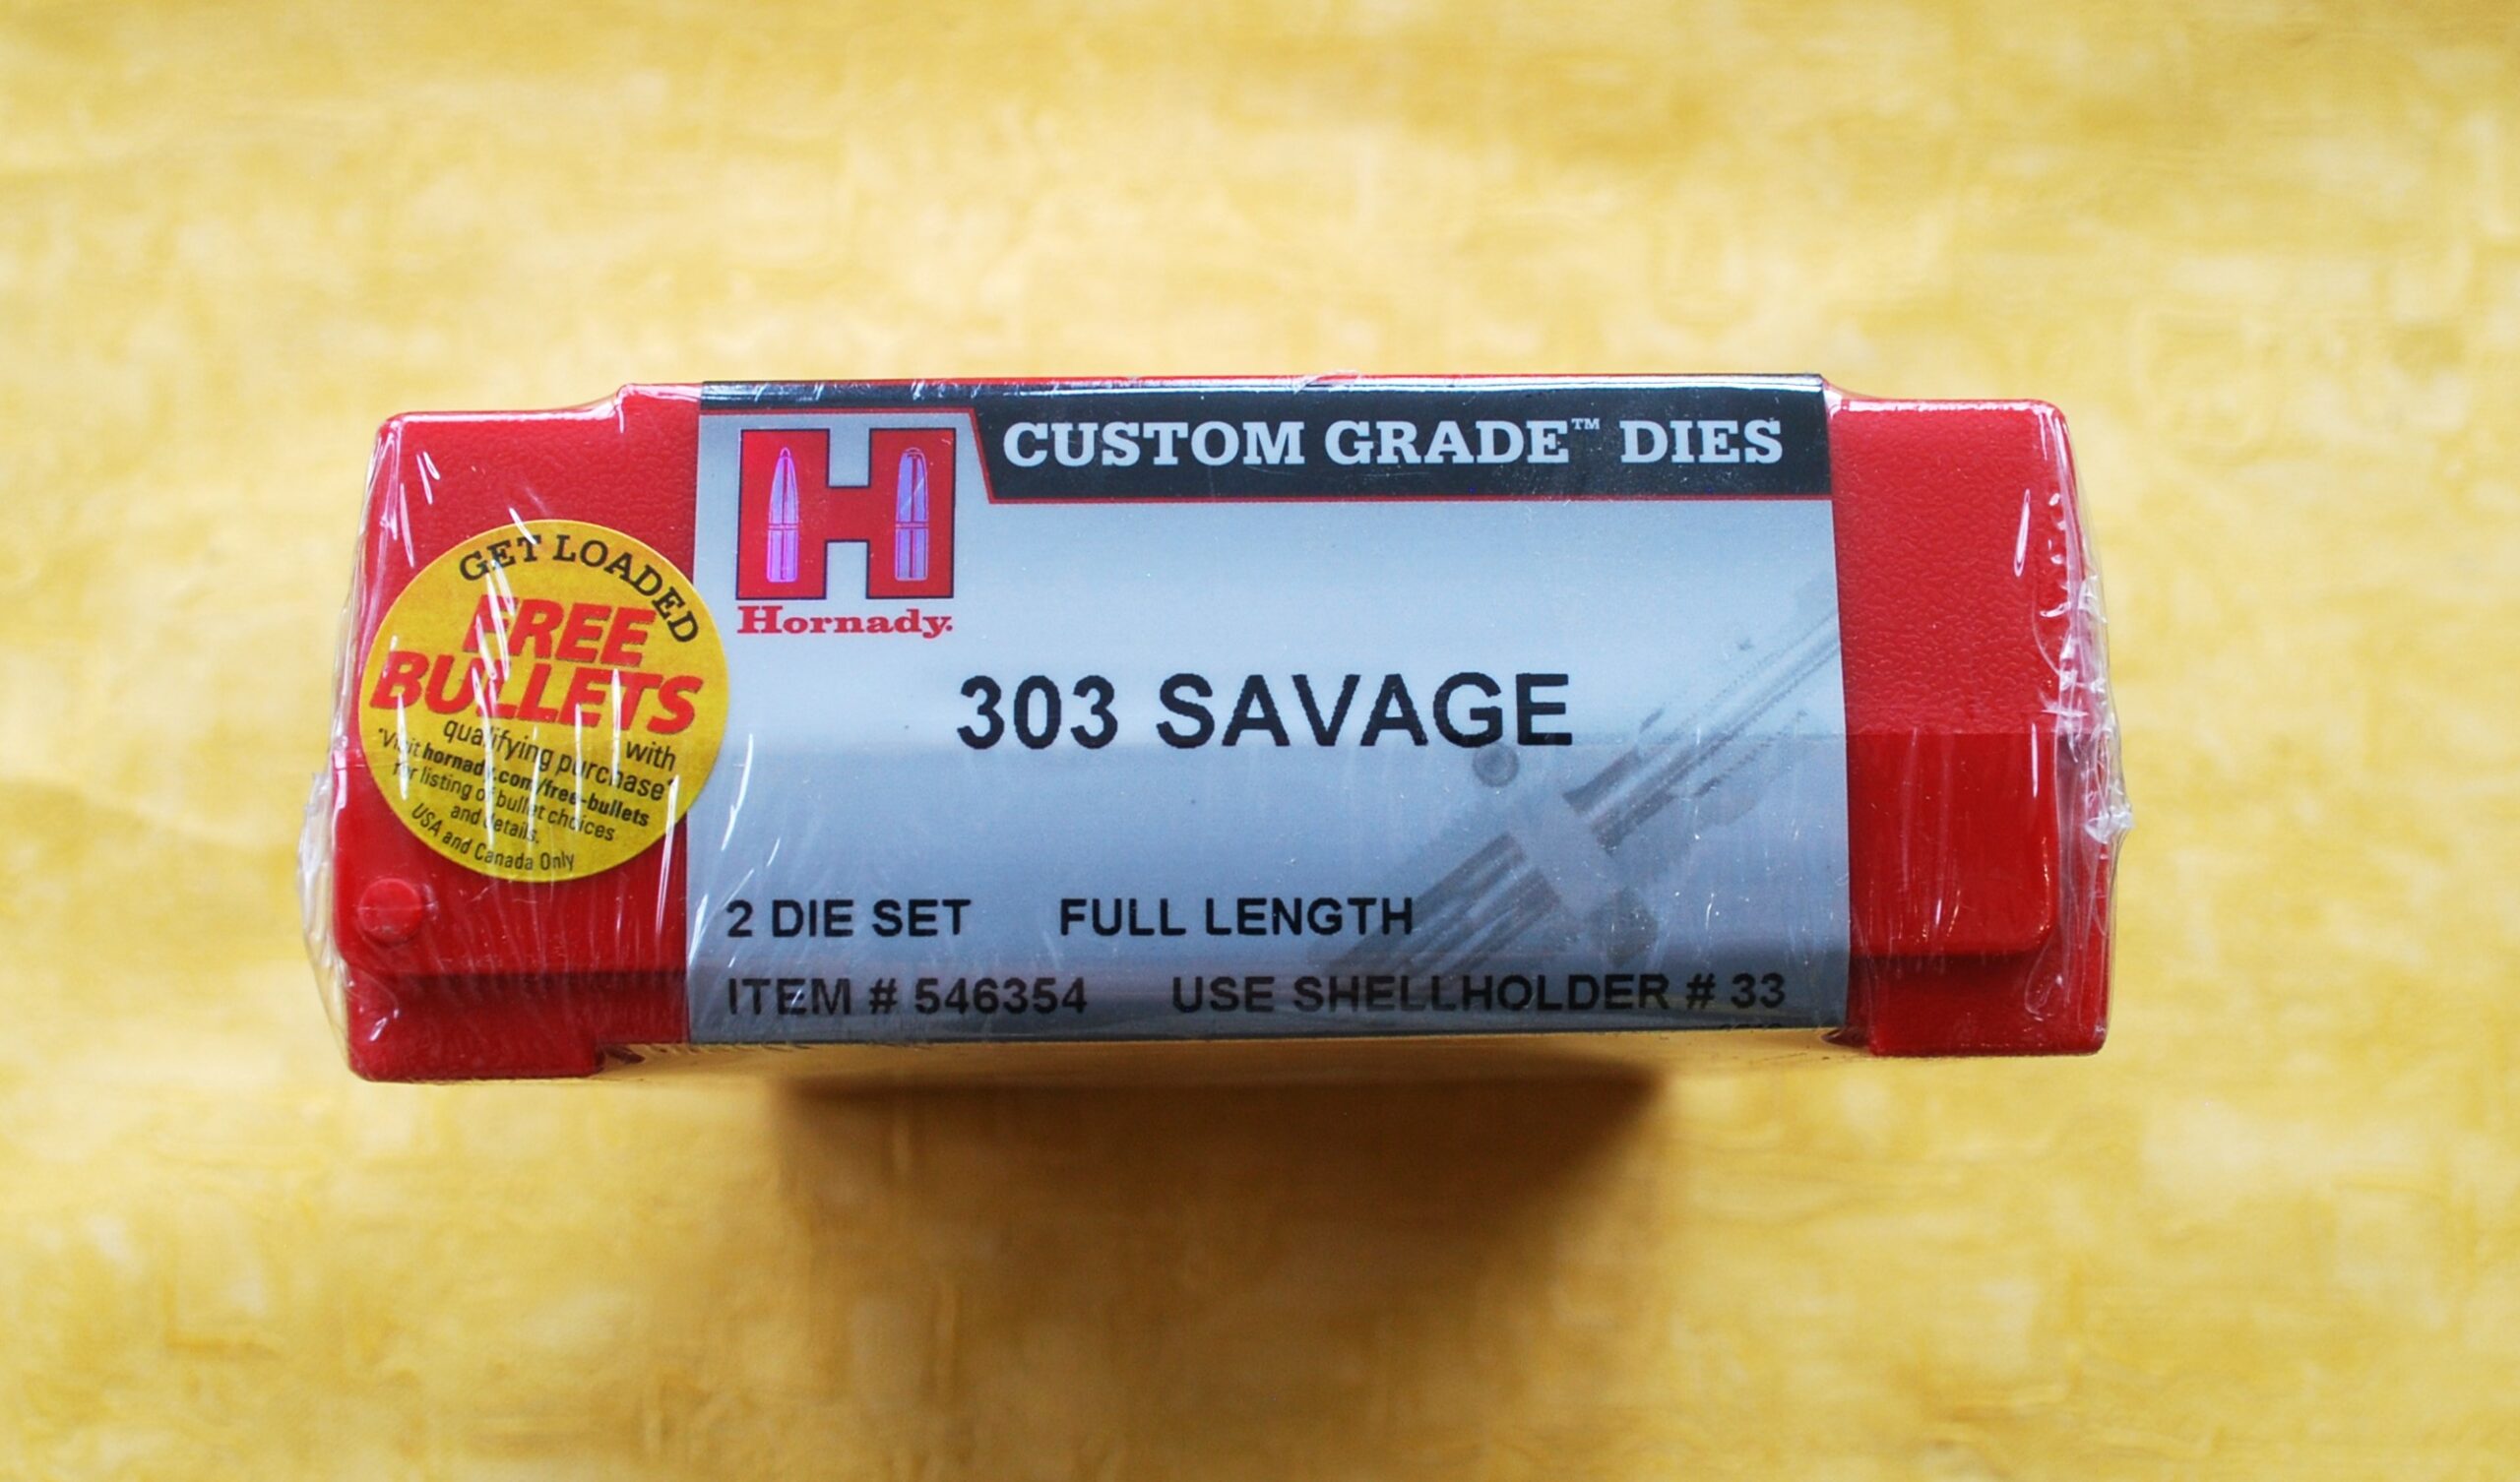 CUSTOM GRADE™ DIES
H
Hornady.
GET LOADED
FREE
BULLETS
with
qualifying purchase*
*Visit hornady.com/free-bullets
for listing of bullet choices
and details.
USA and Canada Only
303 SAVAGE
2 DIE SET FULL LENGTH
ITEM # 546354 USE SHELLHOLDER # 33